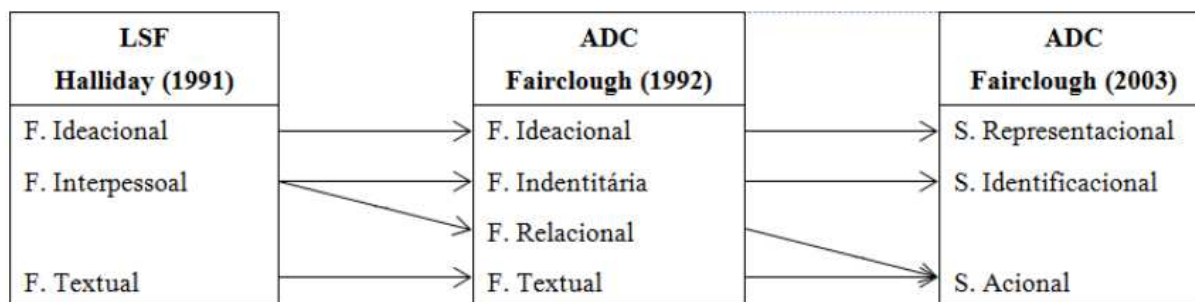 LSF
Halliday (1991)
F. Ideacional
F. Interpessoal
F. Textual
ADC
Fairclough (1992)
F. Ideacional
F. Indentitária
F. Relacional
F. Textual
ADC
Fairclough (2003)
S. Representacional
S. Identificacional
S. Acional